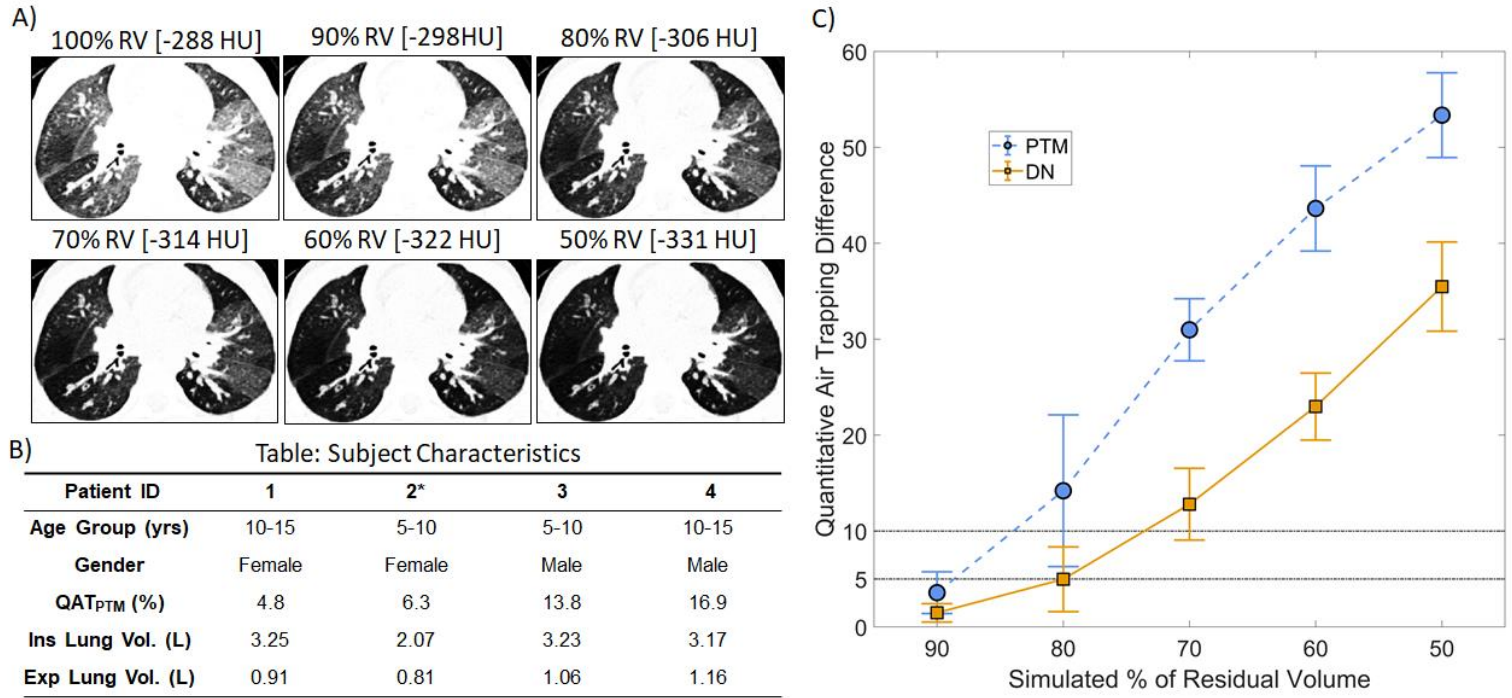 A)
100% RV [-288 HU] 90% RV [-298HU] 80% RV [-306 HU]
70% RV [-314 HU] 60% RV [-322 HU] 50% RV [-331 HU]
B)
Table: Subject Characteristics
Patient ID 1 2* 3 4
Age Group (yrs) 10-15 5-10 5-10 10-15
Gender Female Female Male Male
QATPTM (%) 4.8 6.3 13.8 16.9
Ins Lung Vol. (L) 3.25 2.07 3.23 3.17
Exp Lung Vol. (L) 0.91 0.81 1.06 1.16
C)
Quantitative Air Trapping Difference
60
50
40
30
20
10
5
0
PTM
DN
90 80 70 60 50
Simulated % of Residual Volume